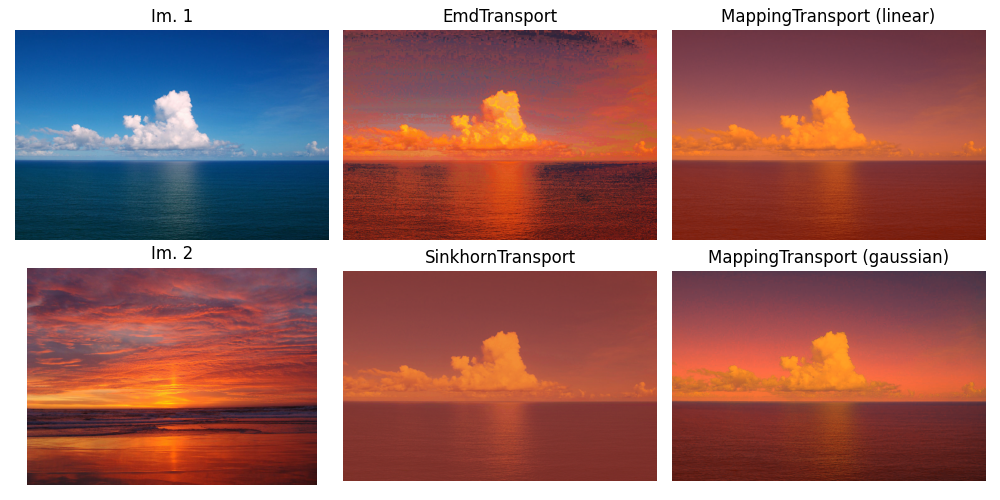 Im. 1
EmdTransport
MappingTransport (linear)
Im. 2
SinkhornTransport
MappingTransport (gaussian)